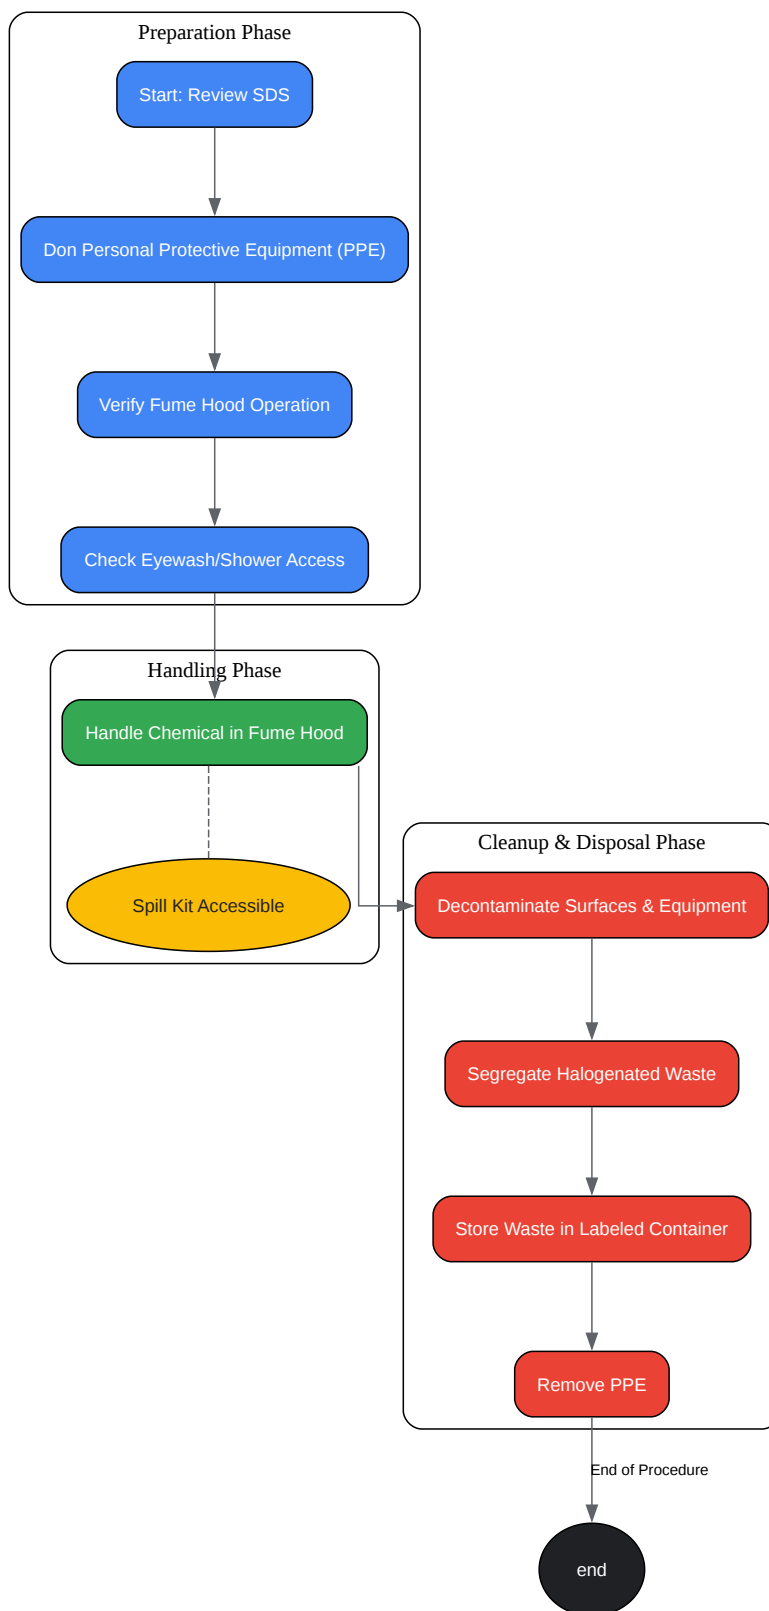 Preparation Phase
Start: Review SDS
Don Personal Protective Equipment (PPE)
Verify Fume Hood Operation
Check Eyewash/Shower Access
Handling Phase
Handle Chemical in Fume Hood
Spill Kit Accessible
Cleanup & Disposal Phase
Decontaminate Surfaces & Equipment
Segregate Halogenated Waste
Store Waste in Labeled Container
Remove PPE
End of Procedure
end